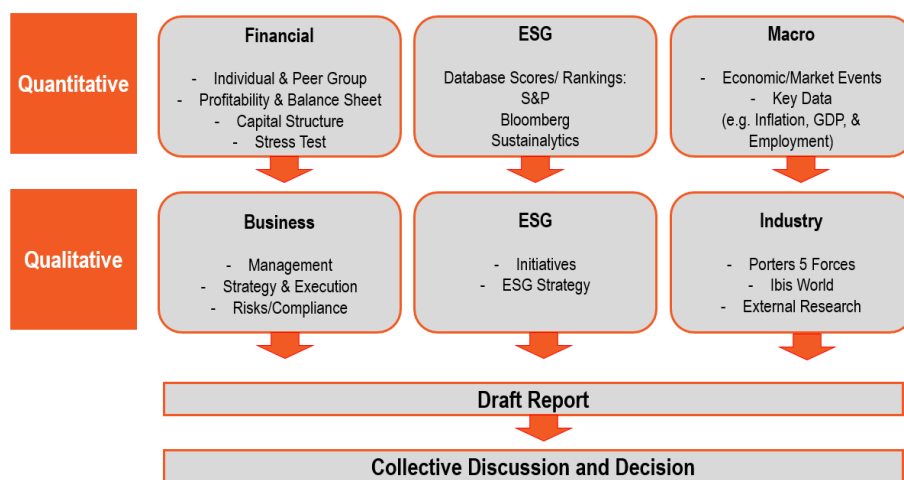 Quantitative
Financial
- Individual & Peer Group
- Profitability & Balance Sheet
- Capital Structure
- Stress Test
ESG
Database Scores/ Rankings:
S&P
Bloomberg
Sustainalytics
Macro
- Economic/Market Events
- Key Data
(e.g. Inflation, GDP, &
Employment)
Qualitative
Business
- Management
- Strategy & Execution
- Risks/Compliance
ESG
- Initiatives
- ESG Strategy
Industry
- Porters 5 Forces
- Ibis World
- External Research
Draft Report
Collective Discussion and Decision